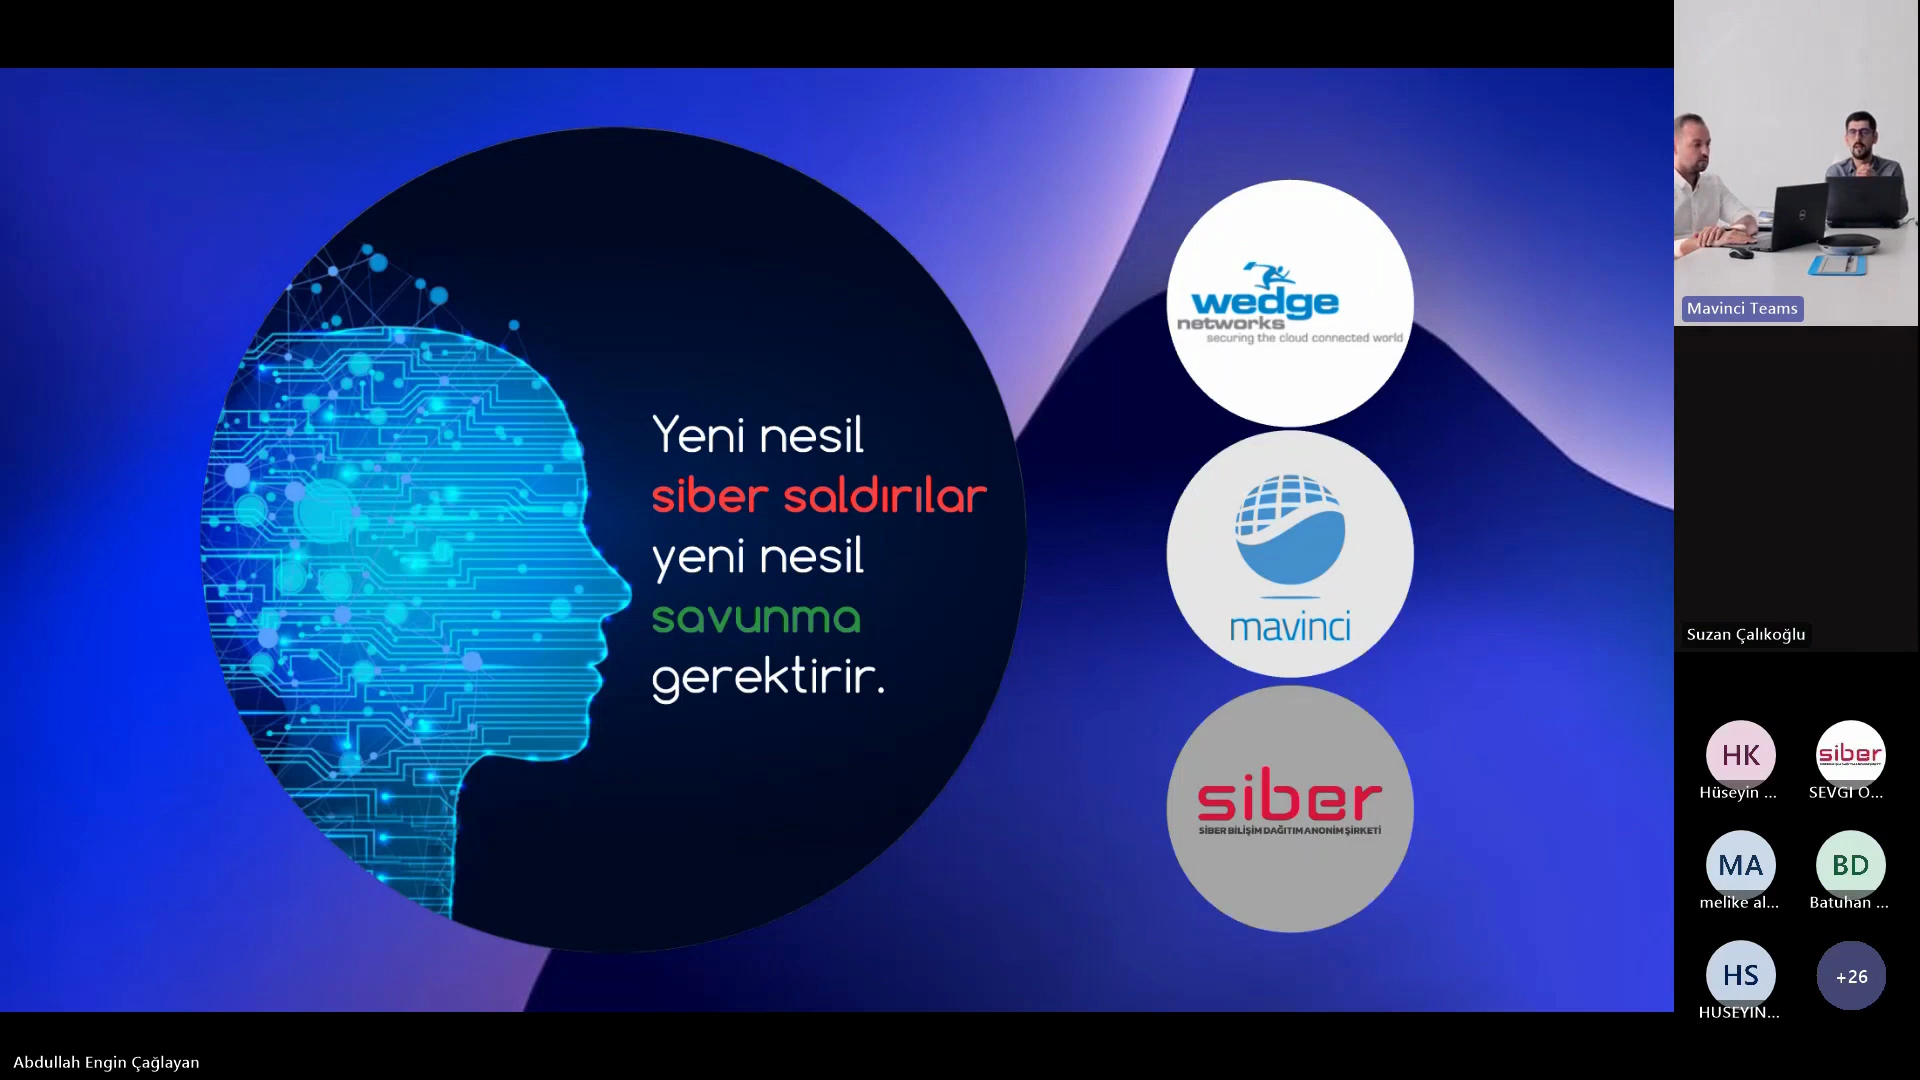 Yeni nesil
siber saldırılar
yeni nesil
savunma
gerektirir.
wedge
networks
securing the cloud connected world
mavinci
siber
SİBER BİLİŞİM DAĞITIM ANONİM ŞİRKETİ
Mavinci Teams
Suzan Çalıkoğlu
HK
Hüseyin ...
siber
SEVGI O...
MA
melike al...
BD
Batuhan ...
HS
HUSEYIN...
+26
Abdullah Engin Çağlayan